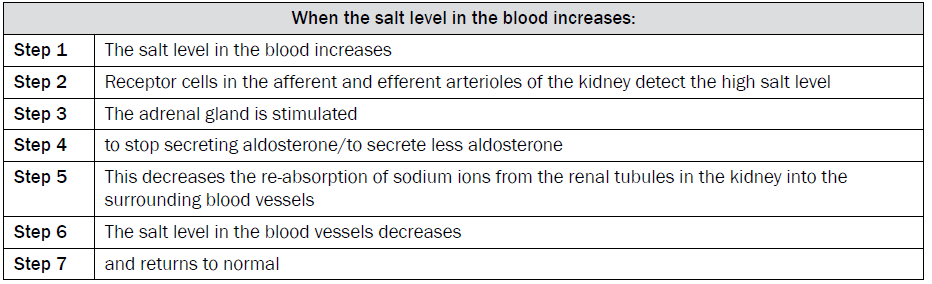 When the salt level in the blood increases:
Step 1 The salt level in the blood increases
Step 2 Receptor cells in the afferent and efferent arterioles of the kidney detect the high salt level
Step 3 The adrenal gland is stimulated
Step 4 to stop secreting aldosterone/to secrete less aldosterone
Step 5 This decreases the re-absorption of sodium ions from the renal tubules in the kidney into the
surrounding blood vessels
Step 6 The salt level in the blood vessels decreases
Step 7 and returns to normal